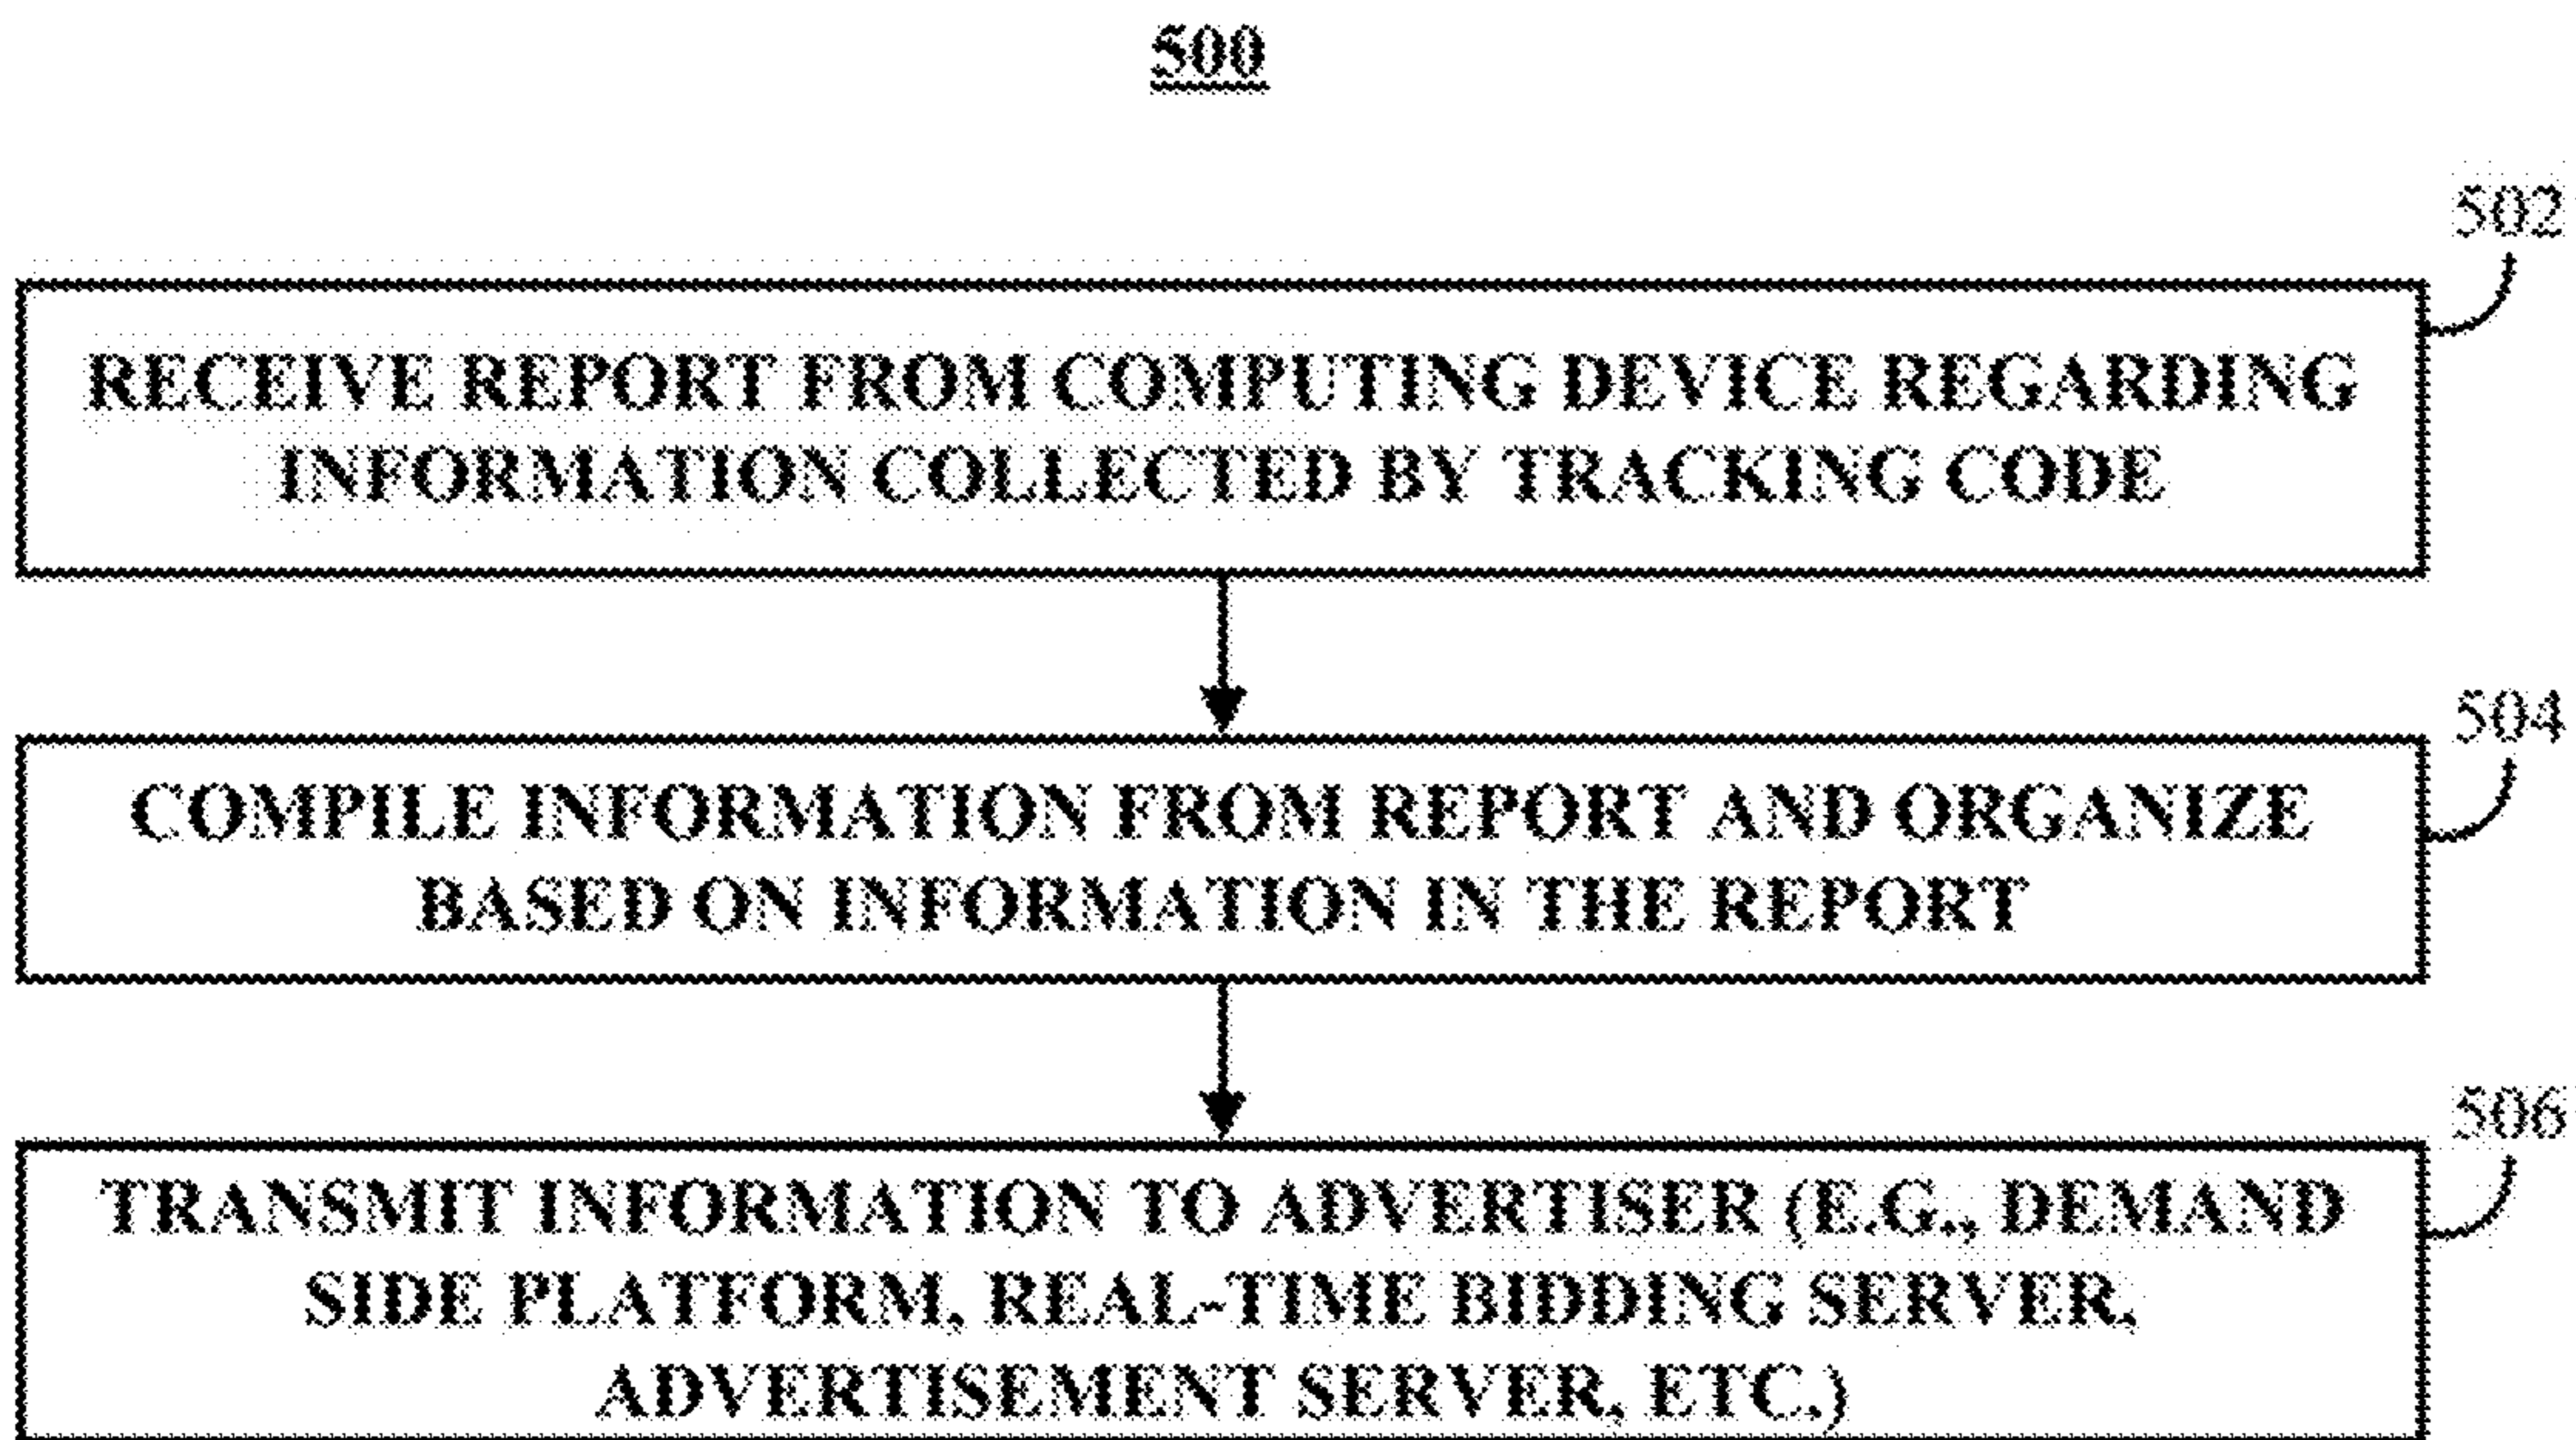 500
502
RECEIVE REPORT FROM COMPUTING DEVICE REGARDING
INFORMATION COLLECTED BY TRACKING CODE
504
COMPILE INFORMATION FROM REPORT AND ORGANIZE
BASED ON INFORMATION IN THE REPORT
506
TRANSMIT INFORMATION TO ADVERTISER (E.G., DEMAND
SIDE PLATFORM, REAL-TIME BIDDING SERVER,
ADVERTISEMENT SERVER, ETC.)